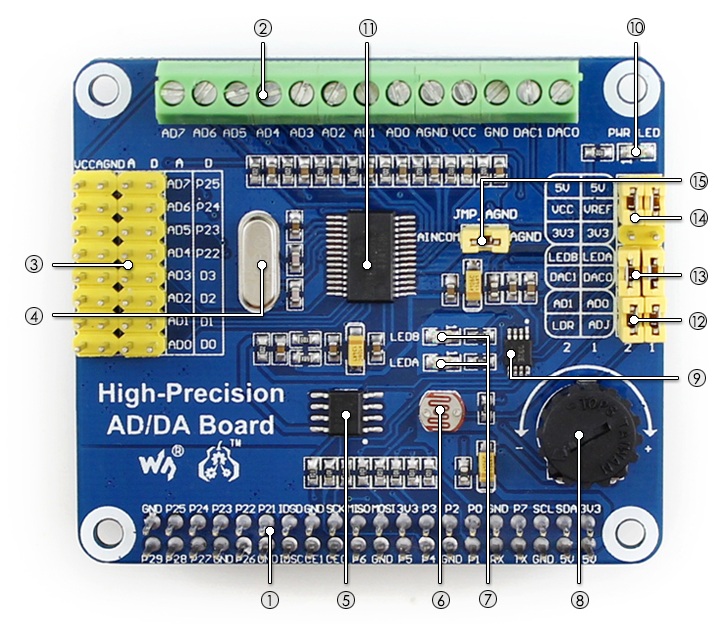 ② ⑪ ⑩
AD7 AD6 AD5 AD4 AD3 AD2 AD1 AD0 AGND VCC GND DAC1 DAC0
PWR LED
VCC AGND A D A D
AD7 P25
AD6 P24
AD5 P23
AD4 P22
AD3 D3
AD2 D2
AD1 D1
AD0 D0
③
④
JMP_AGND
AINCOM AGND
5V 5V
VCC VREF
3V3 3V3
LEDB LEDA
DAC1 DAC0
AD1 AD0
LDR ADJ
2 1 2 1
⑮
⑭
⑬
⑫
⑨
LEDB
LEDA
High-Precision
AD/DA Board
® ™
- +
GND P25 P24 P23 P22 P21 IDSD GND SCK MISO MOSI 3V3 P3 P2 P0 GND P7 SCL SDA 3V3
P29 P28 P27 GND P26 GND IDSC CE1 CE0 P6 GND P5 P4 GND P1 RX TX GND 5V 5V
① ⑤ ⑥ ⑦ ⑧